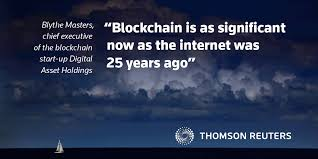 Blythe Masters,
chief executive
of the blockchain
start-up Digital
Asset Holdings
“Blockchain is as significant
now as the internet was
25 years ago”
THOMSON REUTERS